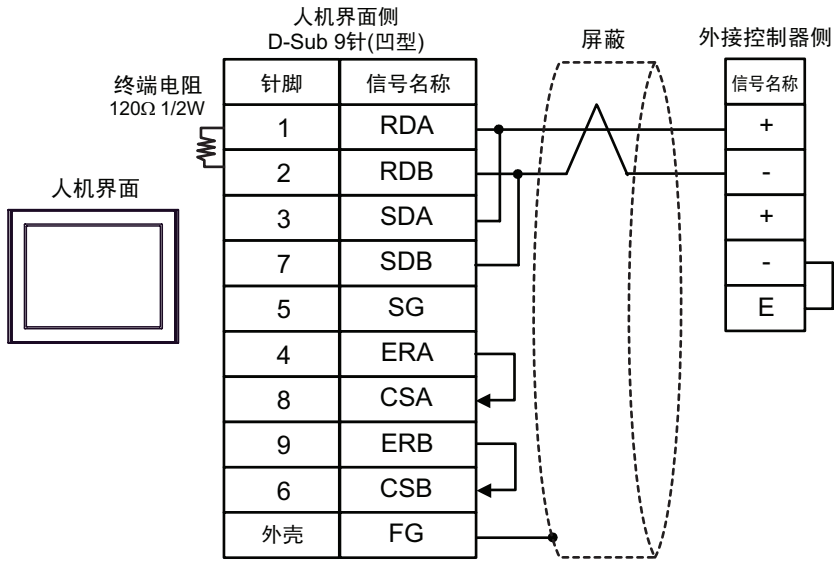 人机界面侧
D-Sub 9针(凹型)
屏蔽
外接控制器侧
终端电阻
120Ω 1/2W
人机界面
针脚 信号名称
1 RDA
2 RDB
3 SDA
7 SDB
5 SG
4 ERA
8 CSA
9 ERB
6 CSB
外壳 FG
信号名称
+
-
+
-
E